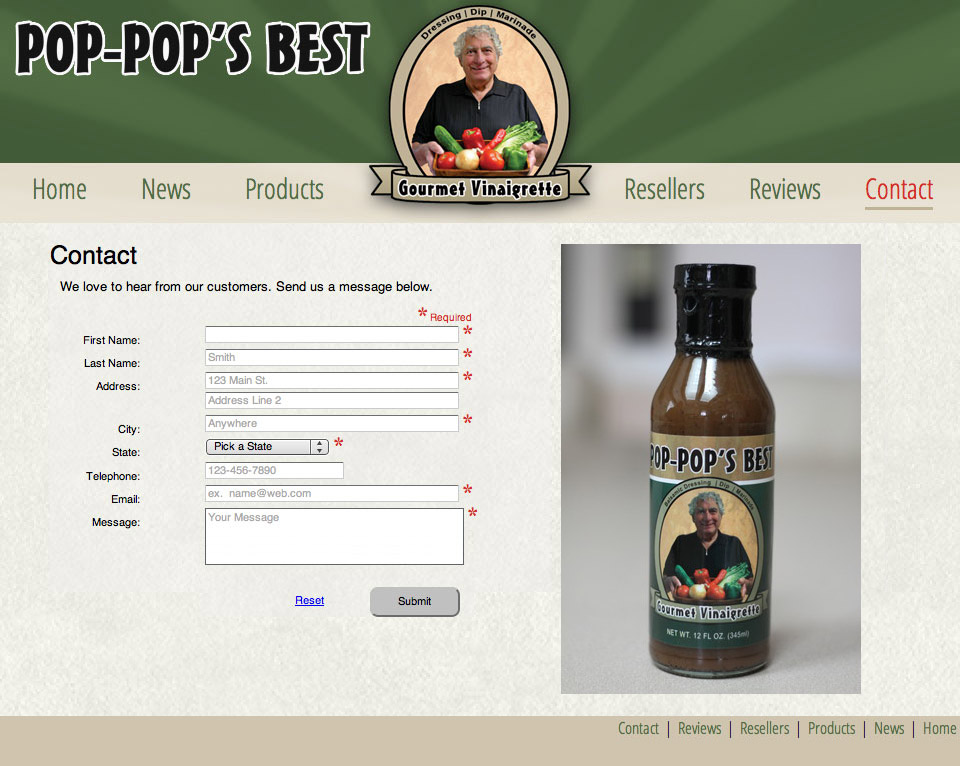 POP-POP'S BEST
Dressing | Dip | Marinade
Gourmet Vinaigrette
Home News Products Resellers Reviews Contact
Contact
We love to hear from our customers. Send us a message below.
* Required
First Name: *
Last Name: Smith *
Address: 123 Main St. *
Address Line 2
City: Anywhere *
State: Pick a State *
Telephone: 123-456-7890
Email: ex. name@web.com *
Message: Your Message *
Reset Submit
POP-POP'S BEST
Balsamic Dressing | Dip | Marinade
Gourmet Vinaigrette
NET WT. 12 FL OZ. (345ml)
Contact | Reviews | Resellers | Products | News | Home